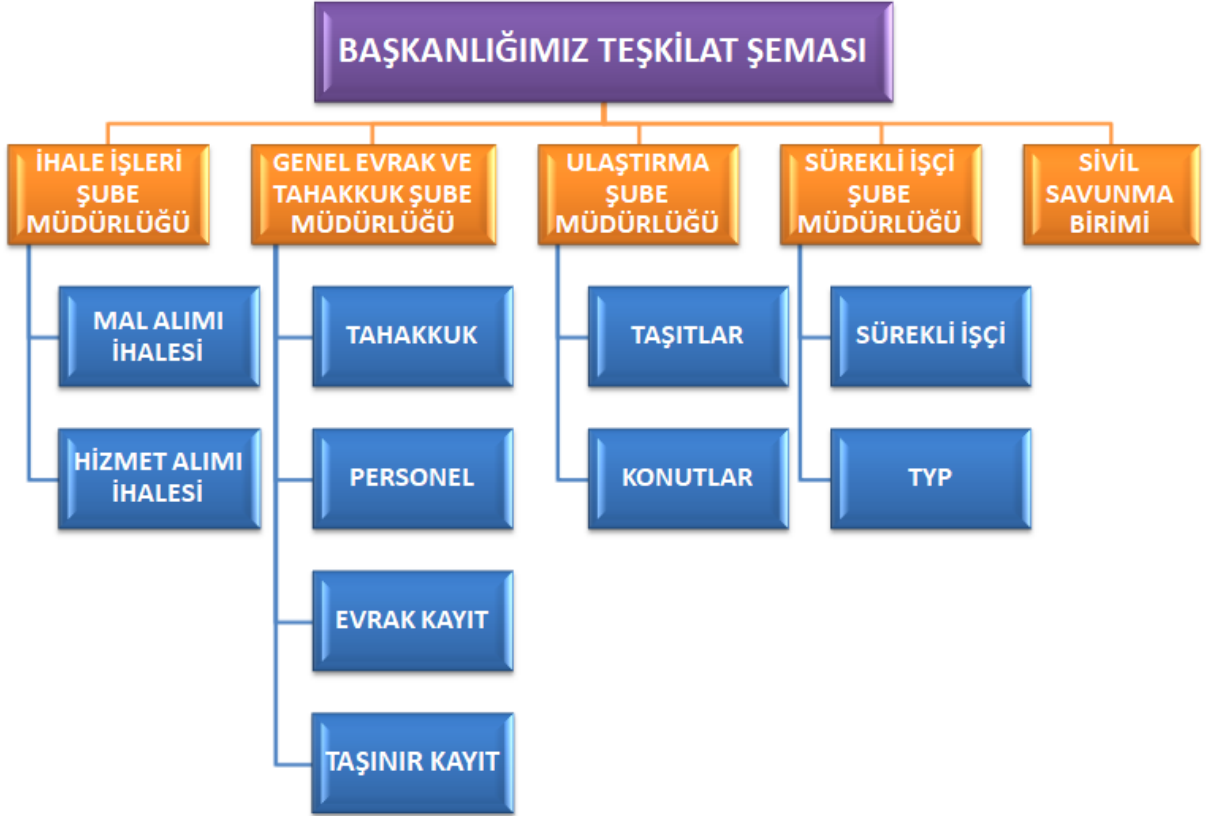 BAŞKANLIĞIMIZ TEŞKİLAT ŞEMASI
İHALE İŞLERİ
ŞUBE
MÜDÜRLÜĞÜ
GENEL EVRAK VE
TAHAKKUK ŞUBE
MÜDÜRLÜĞÜ
ULAŞTIRMA
ŞUBE
MÜDÜRLÜĞÜ
SÜREKLİ İŞÇİ
ŞUBE
MÜDÜRLÜĞÜ
SİVİL
SAVUNMA
BİRİMİ
MAL ALIMI
İHALESİ
TAHAKKUK
TAŞITLAR
SÜREKLİ İŞÇİ
HİZMET ALIMI
İHALESİ
PERSONEL
KONUTLAR
TYP
EVRAK KAYIT
TAŞINIR KAYIT